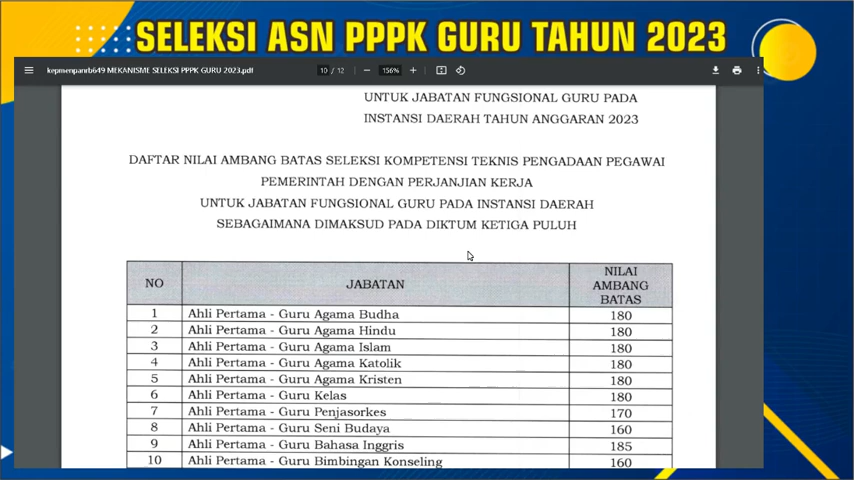 SELEKSI ASN PPPK GURU TAHUN 2023
kepmenpanrb649 MEKANISME SELEKSI PPPK GURU 2023.pdf 10 / 12 156%
UNTUK JABATAN FUNGSIONAL GURU PADA
INSTANSI DAERAH TAHUN ANGGARAN 2023
DAFTAR NILAI AMBANG BATAS SELEKSI KOMPETENSI TEKNIS PENGADAAN PEGAWAI
PEMERINTAH DENGAN PERJANJIAN KERJA
UNTUK JABATAN FUNGSIONAL GURU PADA INSTANSI DAERAH
SEBAGAIMANA DIMAKSUD PADA DIKTUM KETIGA PULUH
NO JABATAN NILAI
AMBANG
BATAS
1 Ahli Pertama - Guru Agama Budha 180
2 Ahli Pertama - Guru Agama Hindu 180
3 Ahli Pertama - Guru Agama Islam 180
4 Ahli Pertama - Guru Agama Katolik 180
5 Ahli Pertama - Guru Agama Kristen 180
6 Ahli Pertama - Guru Kelas 180
7 Ahli Pertama - Guru Penjasorkes 170
8 Ahli Pertama - Guru Seni Budaya 160
9 Ahli Pertama - Guru Bahasa Inggris 185
10 Ahli Pertama - Guru Bimbingan Konseling 160